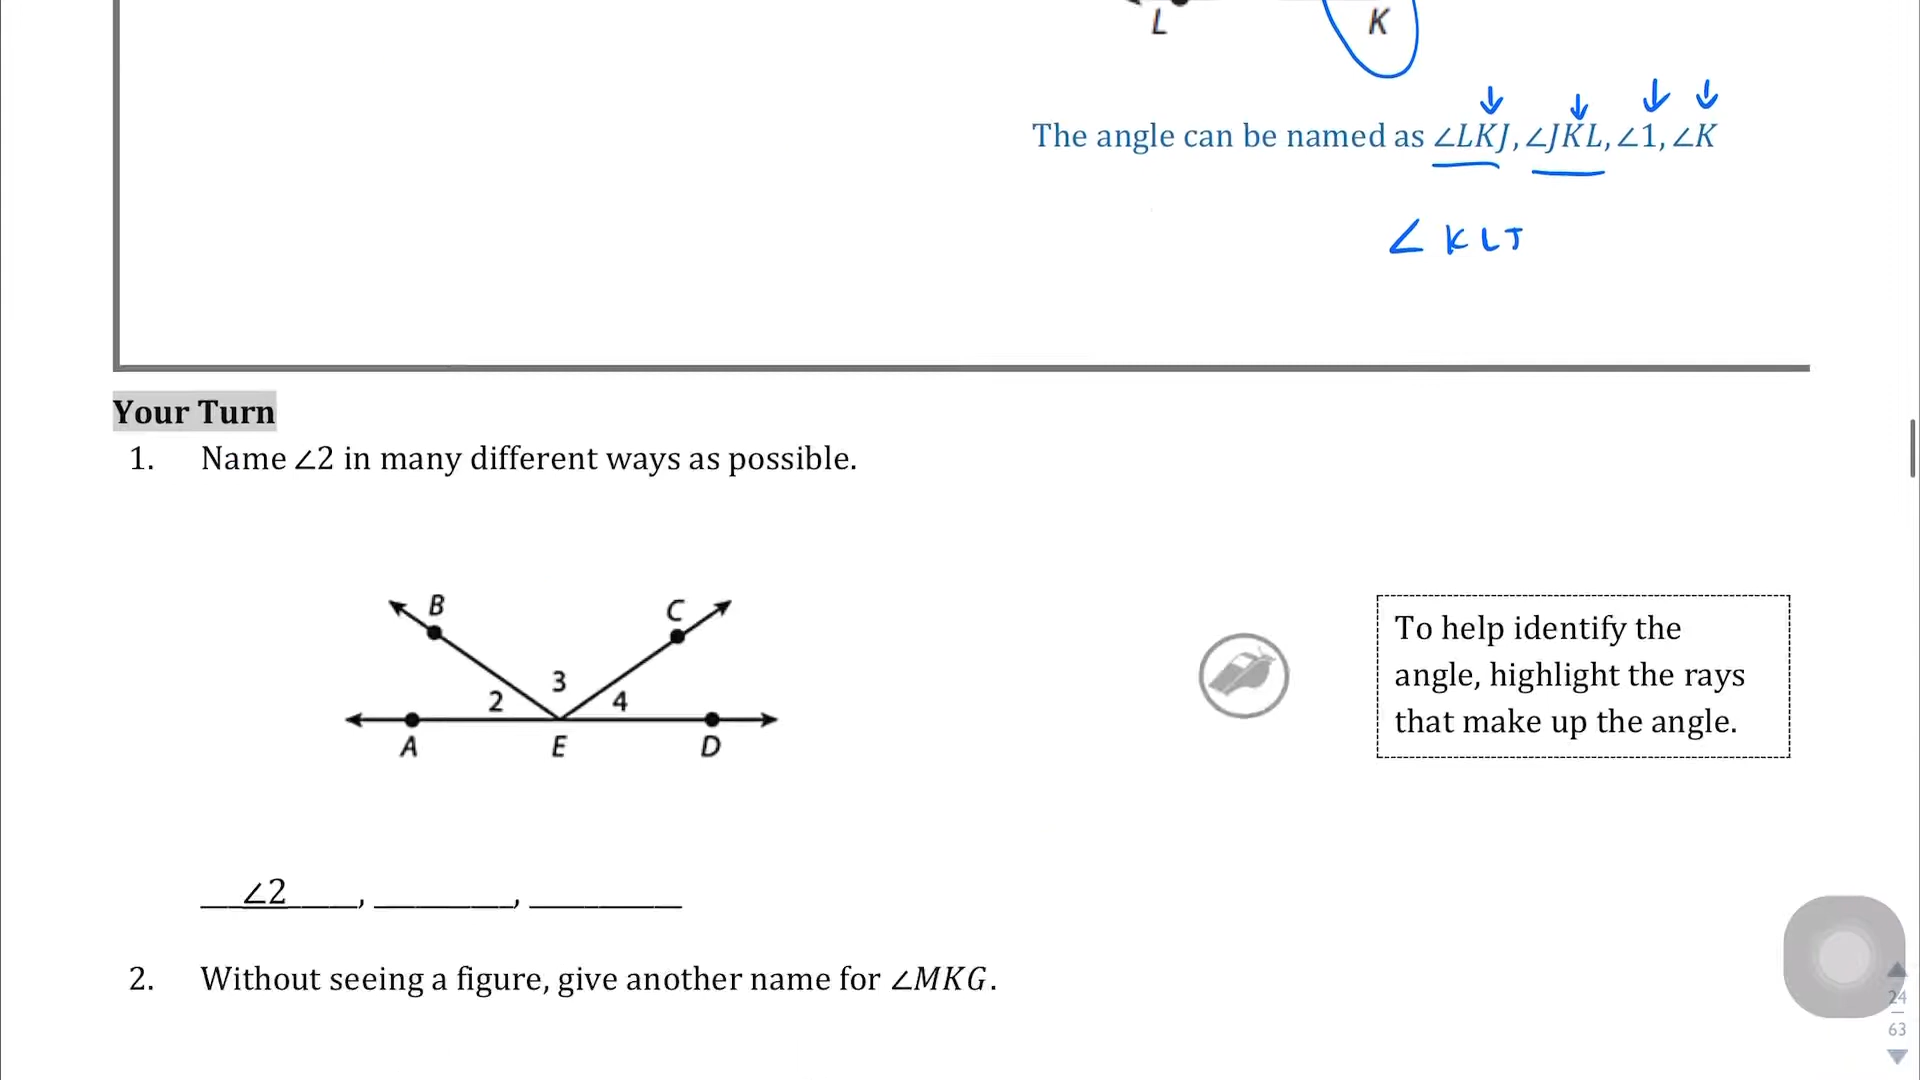 L K
The angle can be named as ∠LKJ, ∠JKL, ∠1, ∠K
∠ KLJ
Your Turn
1. Name ∠2 in many different ways as possible.
B C
3
2 4
A E D
To help identify the
angle, highlight the rays
that make up the angle.
∠2 , ,
2. Without seeing a figure, give another name for ∠MKG.
24
63